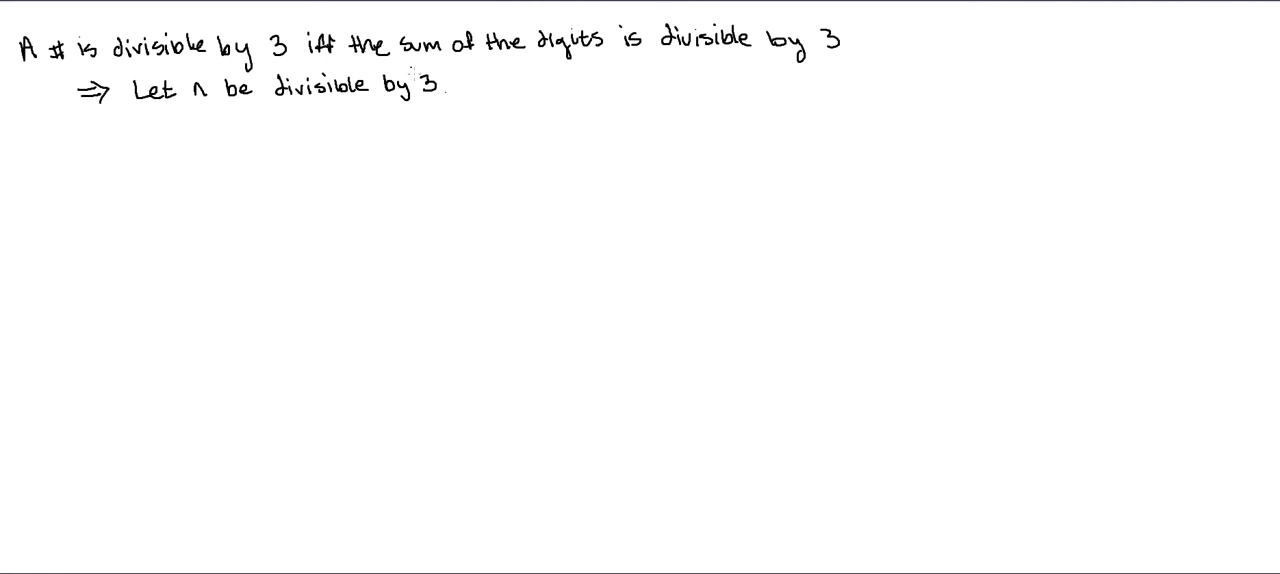 A # is divisible by 3 iff the sum of the digits is divisible by 3
⇒ Let n be divisible by 3.